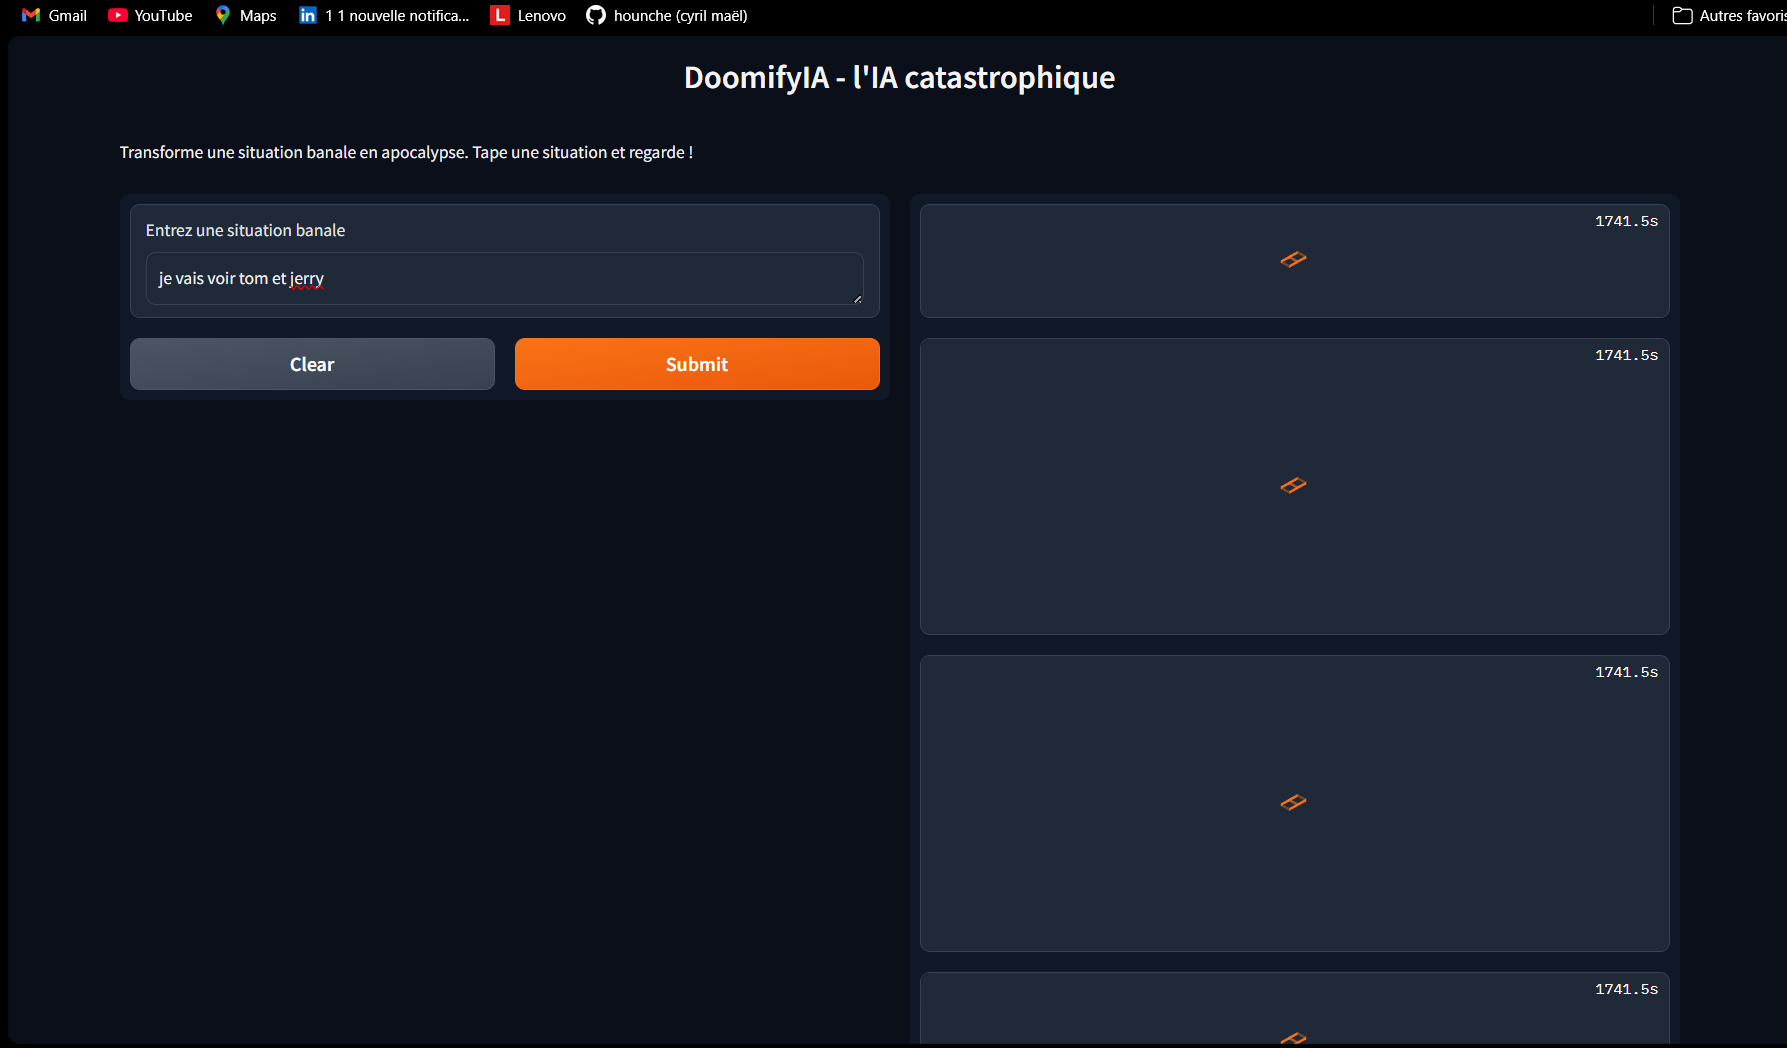 Gmail YouTube Maps in 1 1 nouvelle notifica... L Lenovo hounche (cyril maël) Autres favoris
DoomifyIA - l'IA catastrophique
Transforme une situation banale en apocalypse. Tape une situation et regarde !
Entrez une situation banale
je vais voir tom et jerry
Clear
Submit
1741.5s
1741.5s
1741.5s
1741.5s